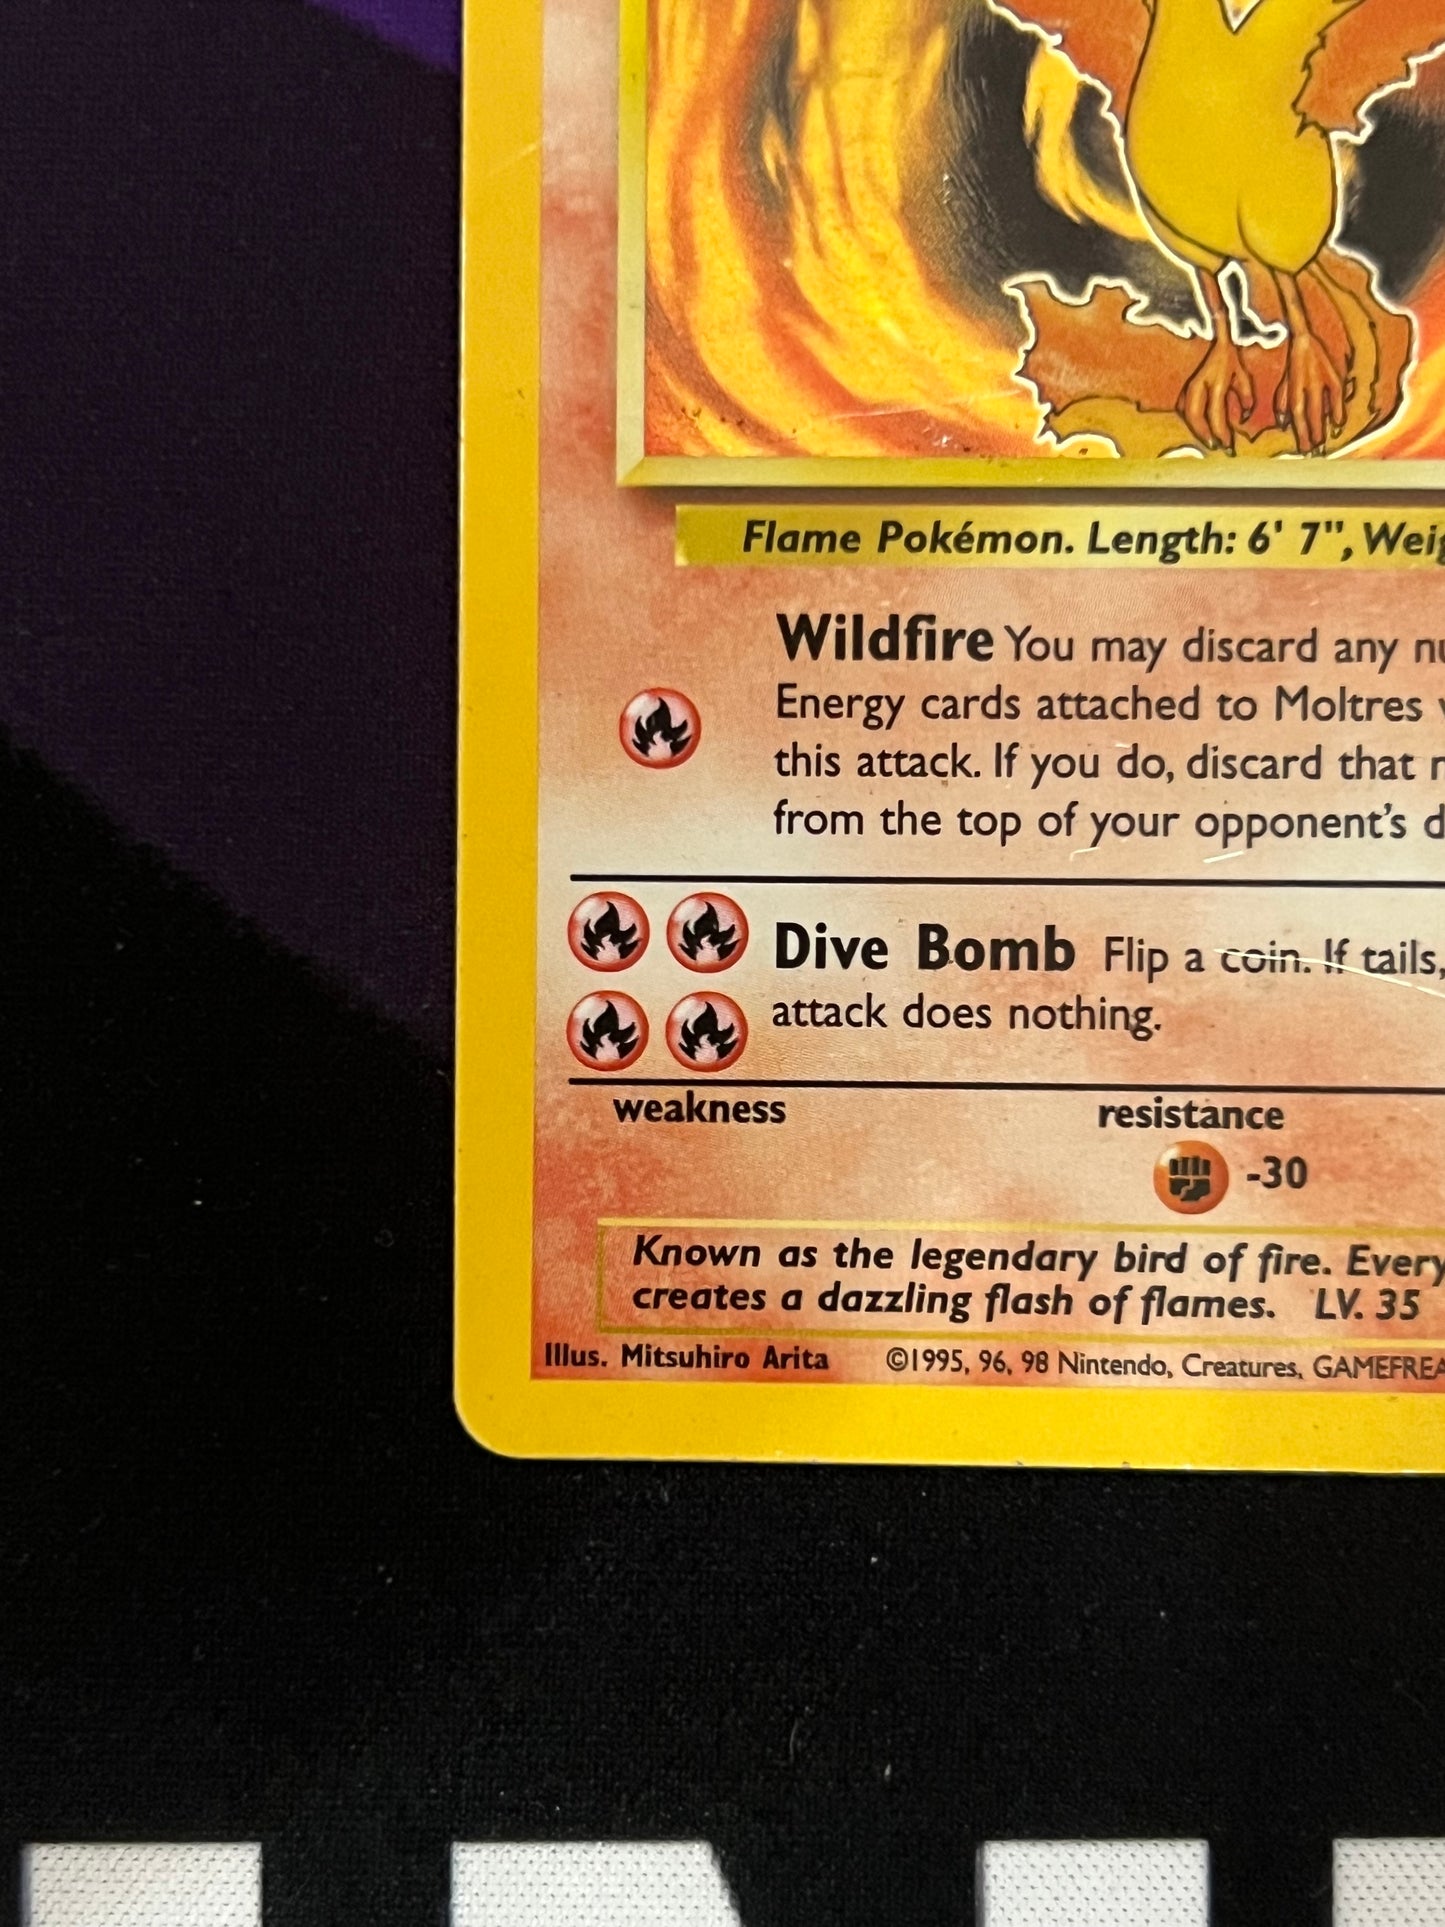 Flame Pokémon. Length: 6' 7",
Wildfire You may discard any
Energy cards attached to Moltres
this attack. If you do, discard that
from the top of your opponent's
Dive Bomb Flip a coin. If tails,
attack does nothing.
weakness resistance
-30
Known as the legendary bird of fire. Every
creates a dazzling flash of flames. LV. 35
Illus. Mitsuhiro Arita ©1995, 96, 98 Nintendo, Creatures,